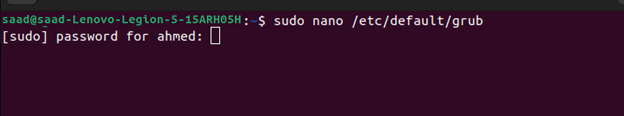 saad@saad-Lenovo-Legion-5-15ARH05H:~$ sudo nano /etc/default/grub
[sudo] password for ahmed: